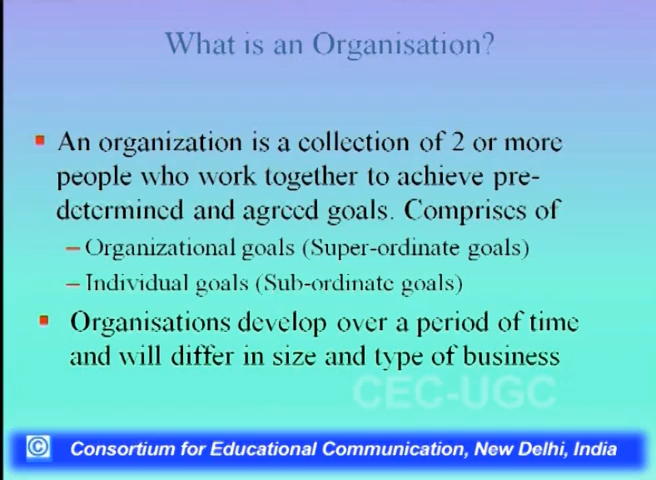 What is an Organisation?
An organization is a collection of 2 or more
people who work together to achieve pre-
determined and agreed goals. Comprises of
– Organizational goals (Super-ordinate goals)
– Individual goals (Sub-ordinate goals)
Organisations develop over a period of time
and will differ in size and type of business
CEC-UGC
© Consortium for Educational Communication, New Delhi, India